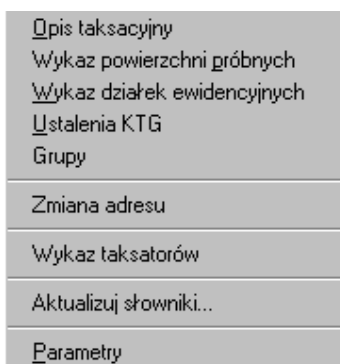 Opis taksacyjny
Wykaz powierzchni próbnych
Wykaz działek ewidencyjnych
Ustalenia KTG
Grupy
Zmiana adresu
Wykaz taksatorów
Aktualizuj słowniki...
Parametry